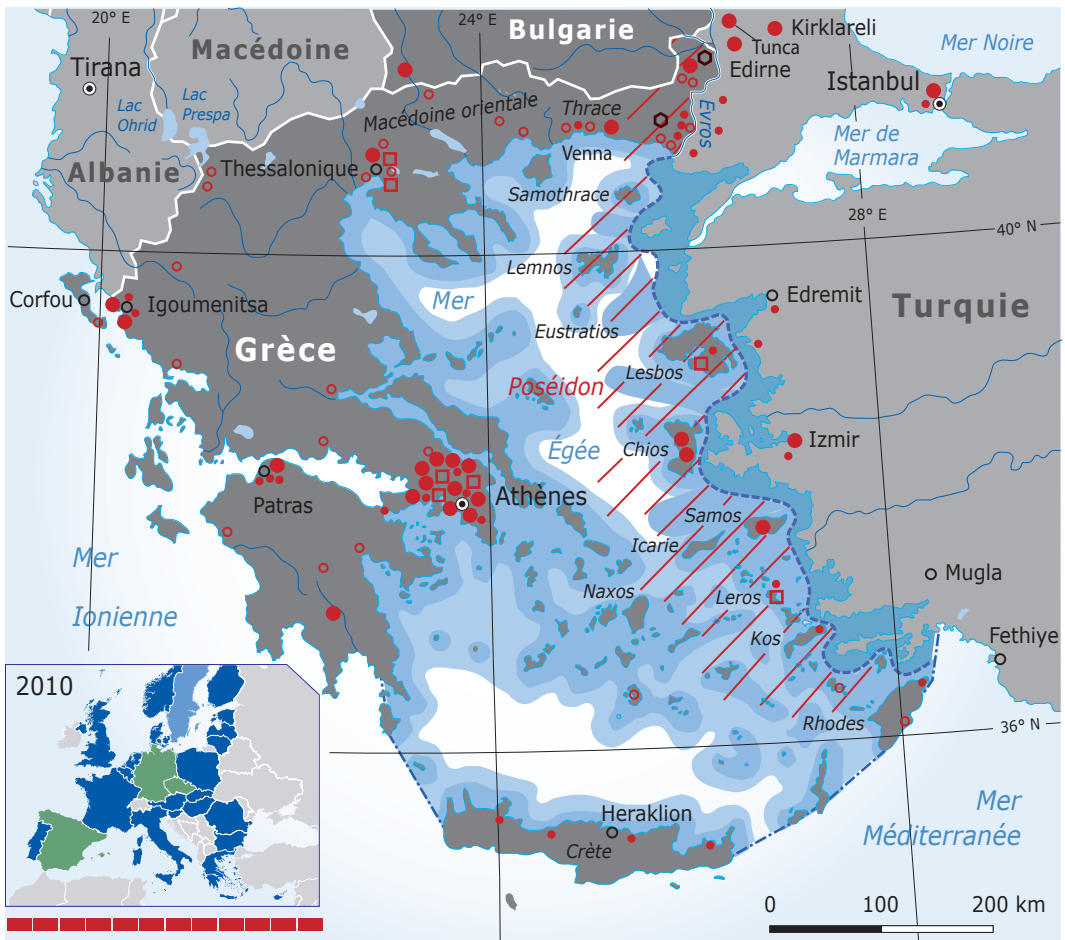 20° E
24° E
Bulgarie
Kirklareli
Tunca
Edirne
Mer Noire
Macédoine
Tirana
Istanbul
Lac
Ohrid
Lac
Prespa
Macédoine orientale
Thrace
Evros
Mer de
Marmara
Venna
Albanie
Thessalonique
Samothrace
28° E
40° N
Lemnos
Corfou
Igoumenitsa
Mer
Edremit
Turquie
Eustratios
Grèce
Lesbos
Poséidon
Égée
Chios
Izmir
Athènes
Patras
Samos
Icarie
Mer
Ionienne
Naxos
Leros
Mugla
Kos
Fethiye
2010
Rhodes
36° N
Mer
Méditerranée
Heraklion
Crète
0
100
200 km